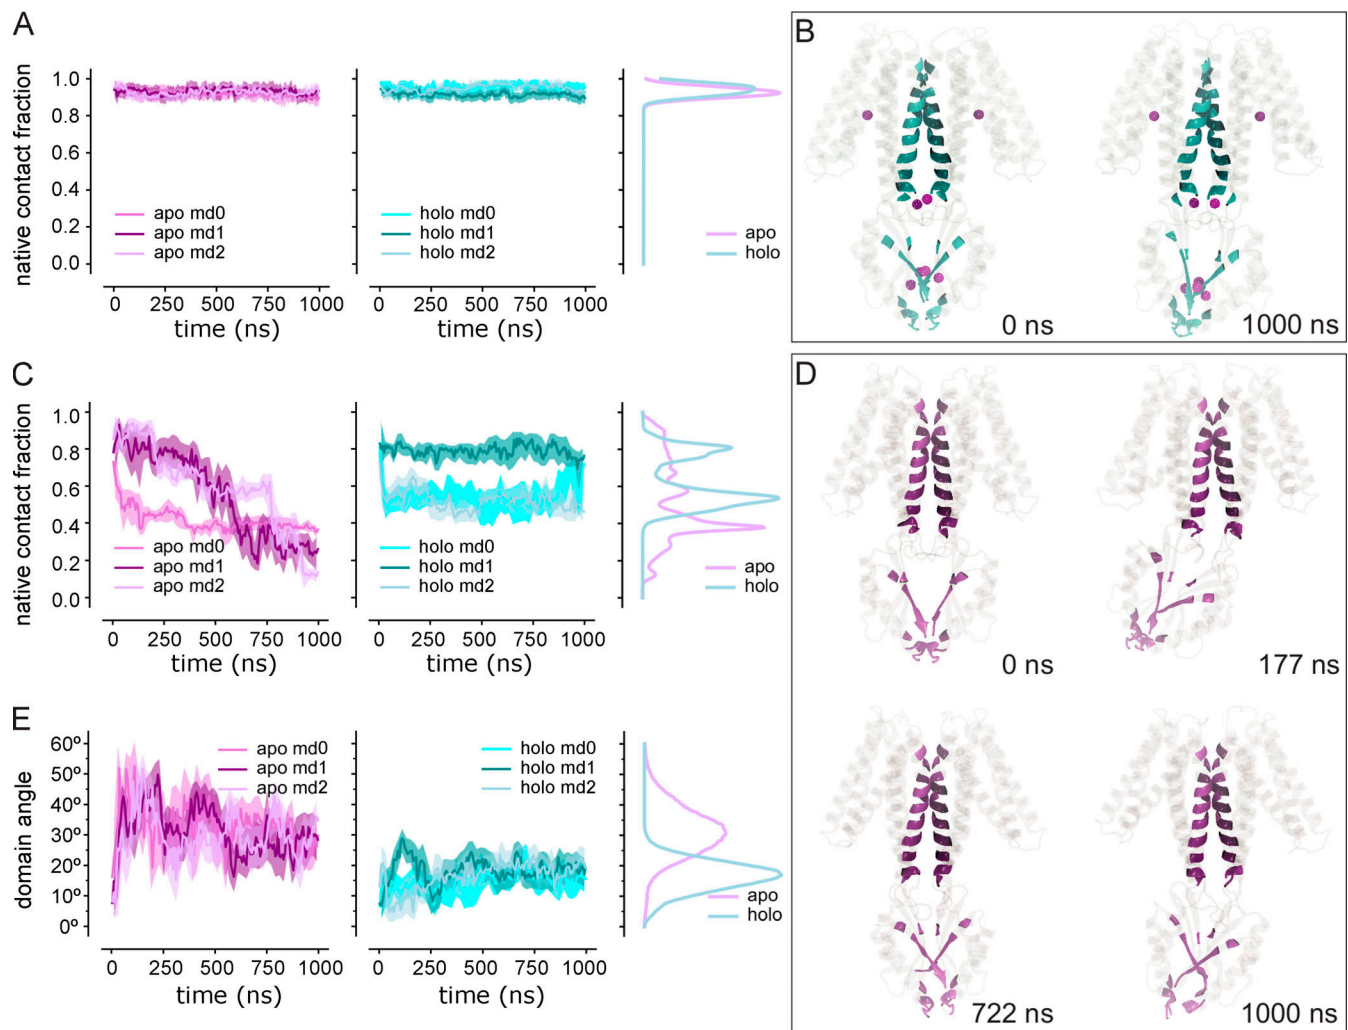 A
native contact fraction
1.0
0.8
0.6
0.4
0.2
0.0
apo md0
apo md1
apo md2
holo md0
holo md1
holo md2
apo
holo
0 250 500 750 1000
0 250 500 750 1000
time (ns)
time (ns)
B
0 ns
1000 ns
C
native contact fraction
1.0
0.8
0.6
0.4
0.2
0.0
apo md0
apo md1
apo md2
holo md0
holo md1
holo md2
apo
holo
0 250 500 750 1000
0 250 500 750 1000
time (ns)
time (ns)
D
0 ns
177 ns
722 ns
1000 ns
E
domain angle
60º
50º
40º
30º
20º
10º
0º
apo md0
apo md1
apo md2
holo md0
holo md1
holo md2
apo
holo
0 250 500 750 1000
0 250 500 750 1000
time (ns)
time (ns)